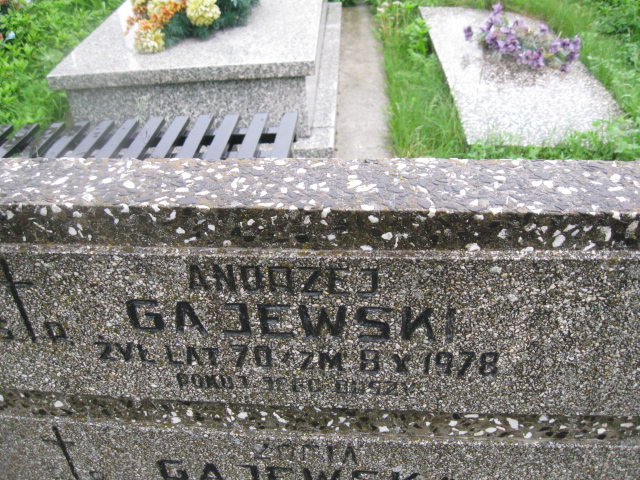 ANDRZEJ
GAJEWSKI
Ś. P.
ŻYŁ LAT 70 / ZM 8 X 1978
POKÓJ JEGO DUSZY
ZOFIA
GAJEWSKA